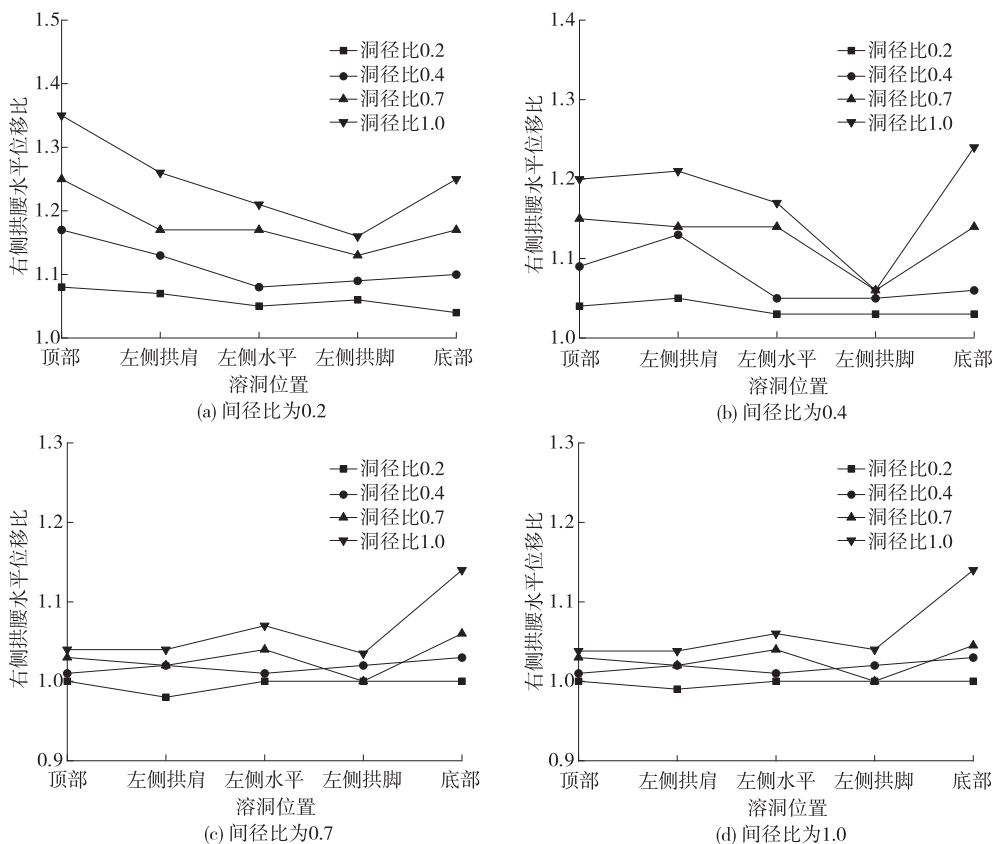 1.5
1.4
1.3
1.2
1.1
1.0
右侧拱腰水平位移比
洞径比0.2
洞径比0.4
洞径比0.7
洞径比1.0
顶部 左侧拱肩 左侧水平 左侧拱脚 底部
溶洞位置
(a) 间径比为0.2
1.4
1.3
1.2
1.1
1.0
右侧拱腰水平位移比
洞径比0.2
洞径比0.4
洞径比0.7
洞径比1.0
顶部 左侧拱肩 左侧水平 左侧拱脚 底部
溶洞位置
(b) 间径比为0.4
1.3
1.2
1.1
1.0
0.9
右侧拱腰水平位移比
洞径比0.2
洞径比0.4
洞径比0.7
洞径比1.0
顶部 左侧拱肩 左侧水平 左侧拱脚 底部
溶洞位置
(c) 间径比为0.7
1.3
1.2
1.1
1.0
0.9
右侧拱腰水平位移比
洞径比0.2
洞径比0.4
洞径比0.7
洞径比1.0
顶部 左侧拱肩 左侧水平 左侧拱脚 底部
溶洞位置
(d) 间径比为1.0